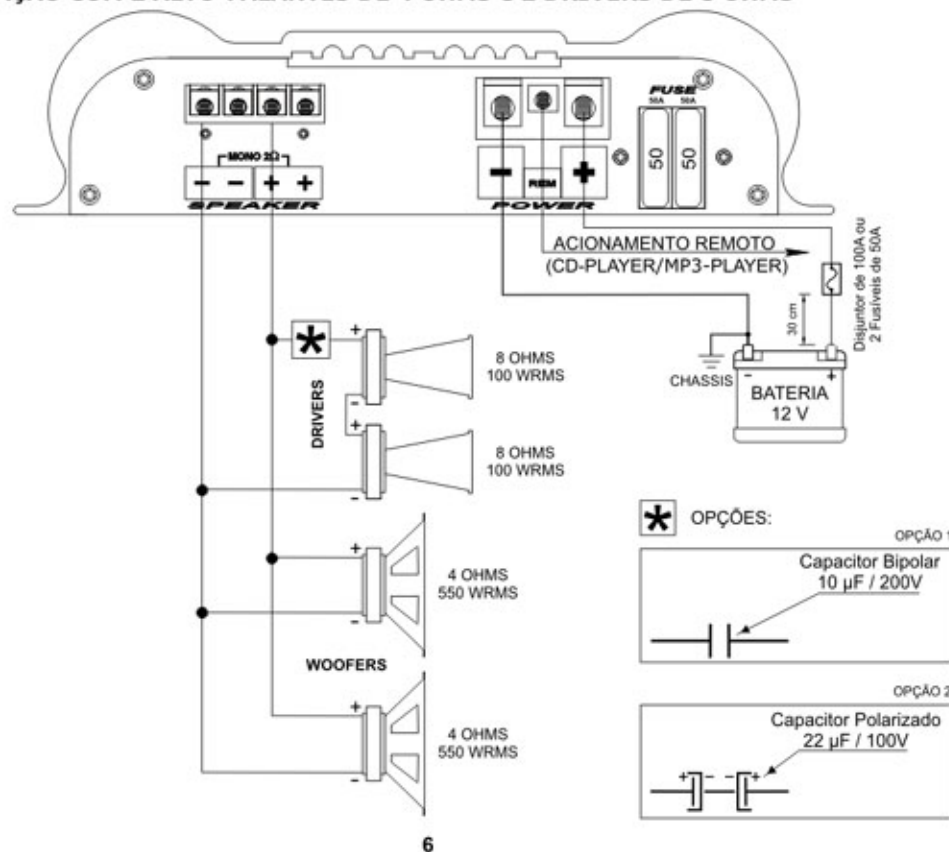 FUSE
50A 50A
50 50
MONO 2Ω
- - + +
SPEAKER
- REM +
POWER
ACIONAMENTO REMOTO
(CD-PLAYER/MP3-PLAYER)
Disjuntor de 100A ou
2 Fusíveis de 50A
30 cm
CHASSIS
- +
BATERIA
12 V
*
+
8 OHMS
100 WRMS
-
DRIVERS
+
8 OHMS
100 WRMS
-
+
4 OHMS
550 WRMS
-
WOOFERS
+
4 OHMS
550 WRMS
-
* OPÇÕES:
OPÇÃO 1
Capacitor Bipolar
10 µF / 200V
OPÇÃO 2
Capacitor Polarizado
22 µF / 100V
+ - - +
6